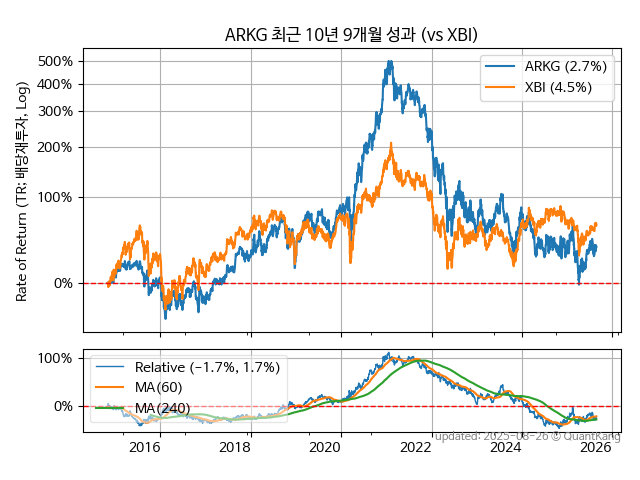 ARKG 최근 10년 9개월 성과 (vs XBI)
Rate of Return (TR: 배당재투자, Log)
500%
400%
300%
200%
100%
0%
ARKG (2.7%)
XBI (4.5%)
100%
0%
Relative (−1.7%, 1.7%)
MA(60)
MA(240)
2016
2018
2020
2022
2024
2026
updated: 2025-08-26 © QuantKang